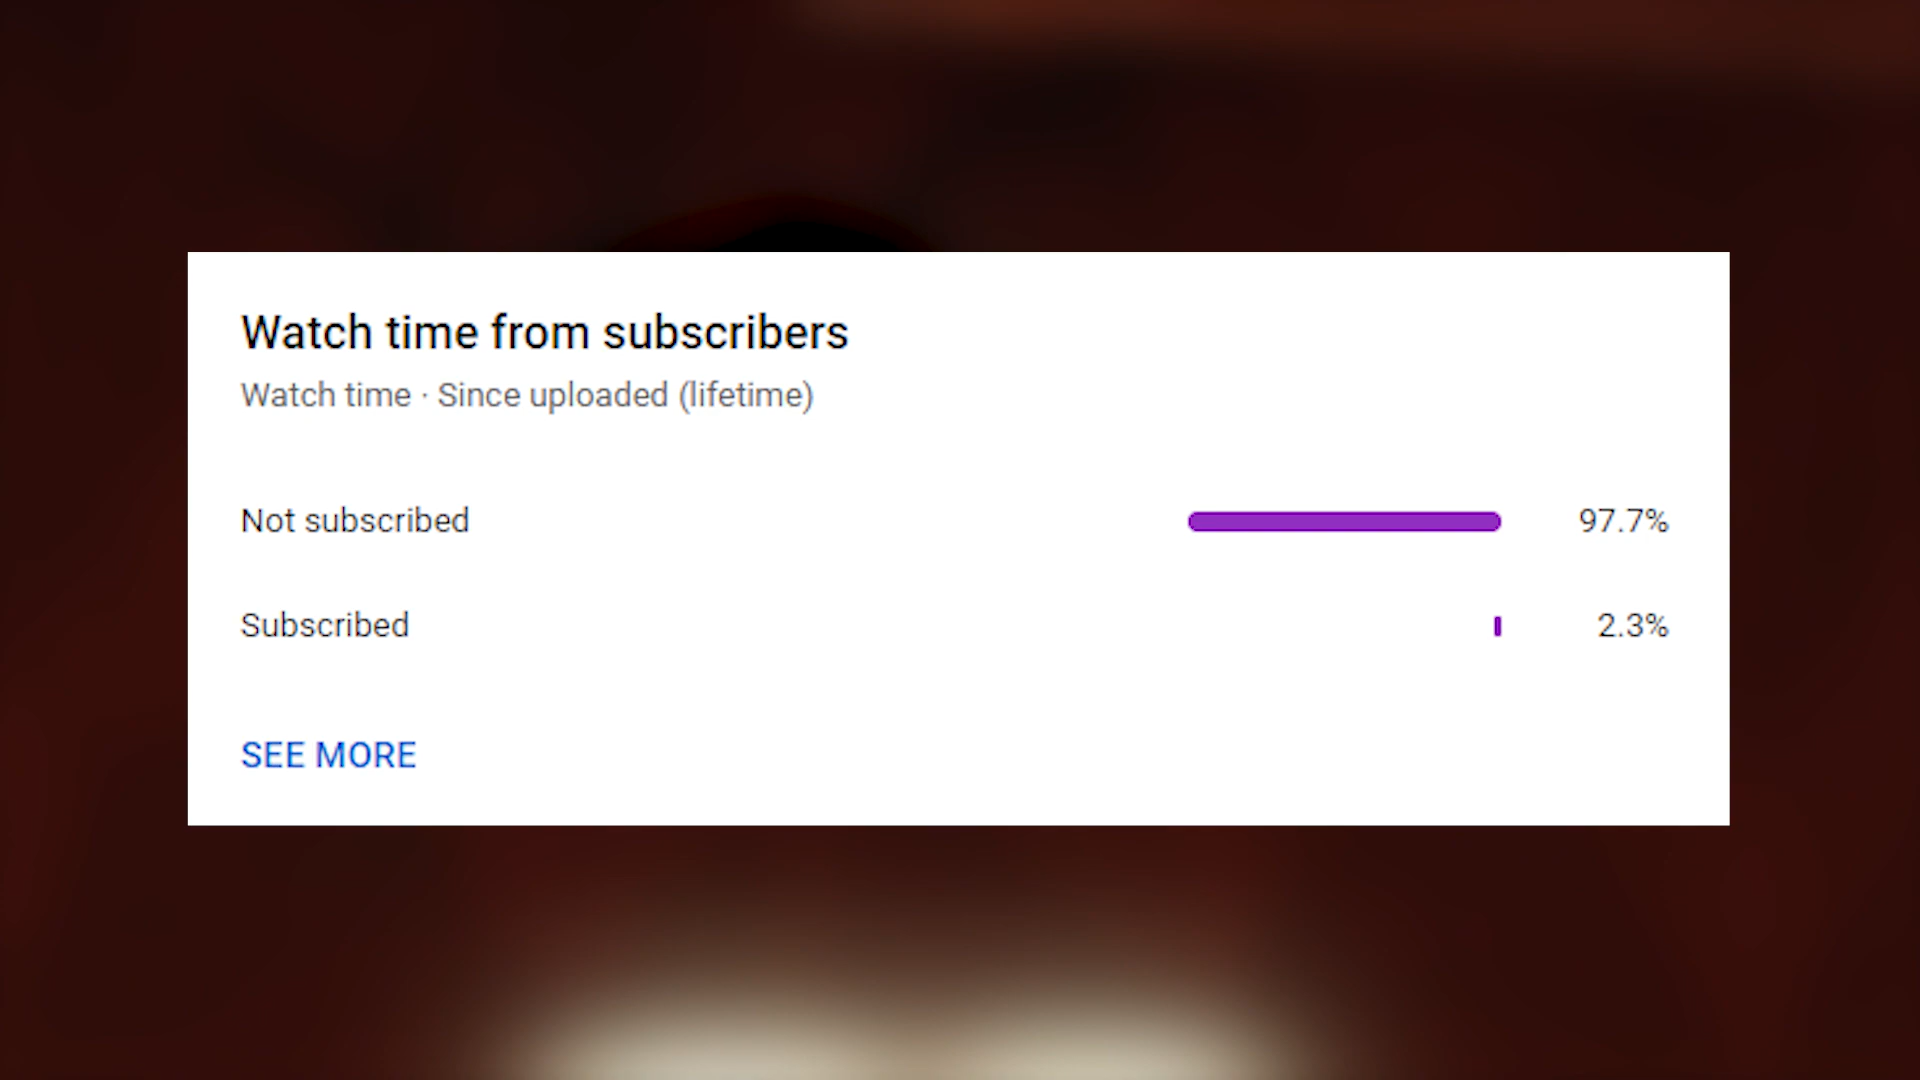 Watch time from subscribers
Watch time · Since uploaded (lifetime)
Not subscribed 97.7%
Subscribed 2.3%
SEE MORE